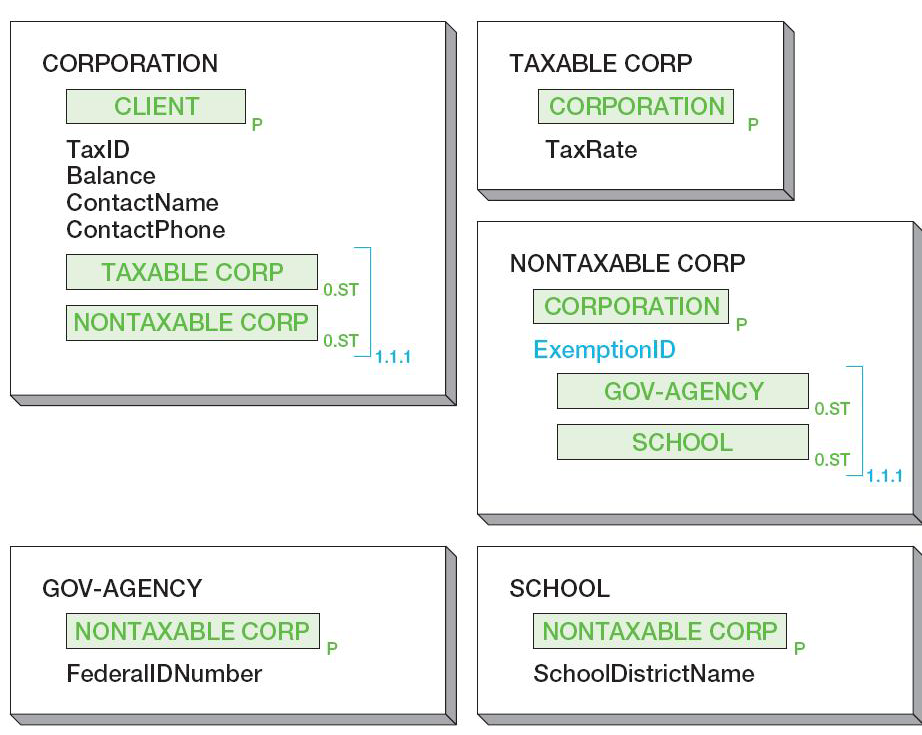 CORPORATION
CLIENT P
TaxID
Balance
ContactName
ContactPhone
TAXABLE CORP 0.ST
NONTAXABLE CORP 0.ST
1.1.1
TAXABLE CORP
CORPORATION P
TaxRate
NONTAXABLE CORP
CORPORATION P
ExemptionID
GOV-AGENCY 0.ST
SCHOOL 0.ST
1.1.1
GOV-AGENCY
NONTAXABLE CORP P
FederalIDNumber
SCHOOL
NONTAXABLE CORP P
SchoolDistrictName